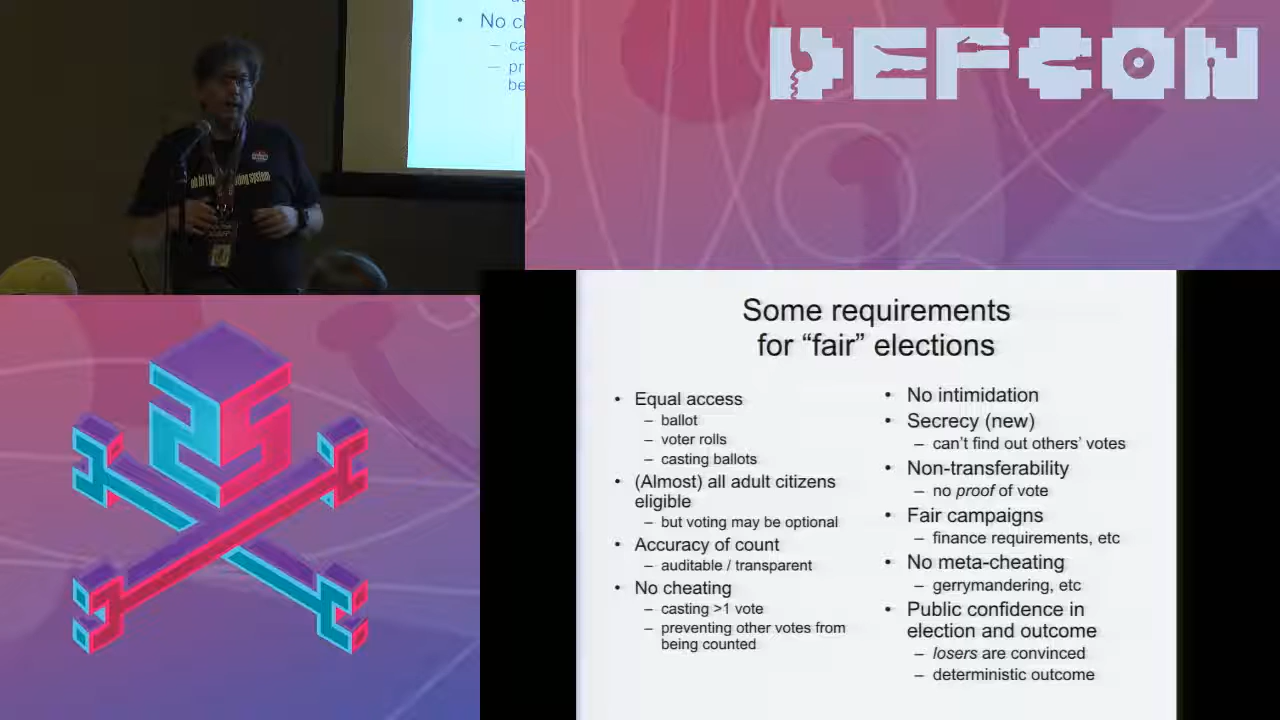 No c
– ca
– pr
be
DEFCON
25
Some requirements
for “fair” elections
• Equal access
– ballot
– voter rolls
– casting ballots
• (Almost) all adult citizens
eligible
– but voting may be optional
• Accuracy of count
– auditable / transparent
• No cheating
– casting >1 vote
– preventing other votes from
being counted
• No intimidation
• Secrecy (new)
– can’t find out others’ votes
• Non-transferability
– no proof of vote
• Fair campaigns
– finance requirements, etc
• No meta-cheating
– gerrymandering, etc
• Public confidence in
election and outcome
– losers are convinced
– deterministic outcome